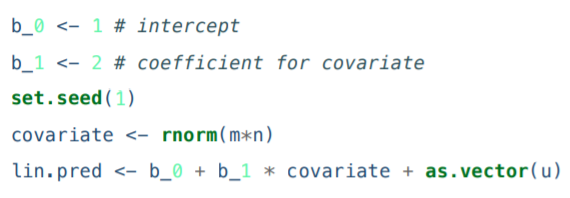 b_0 <- 1 # intercept
b_1 <- 2 # coefficient for covariate
set.seed(1)
covariate <- rnorm(m*n)
lin.pred <- b_0 + b_1 * covariate + as.vector(u)